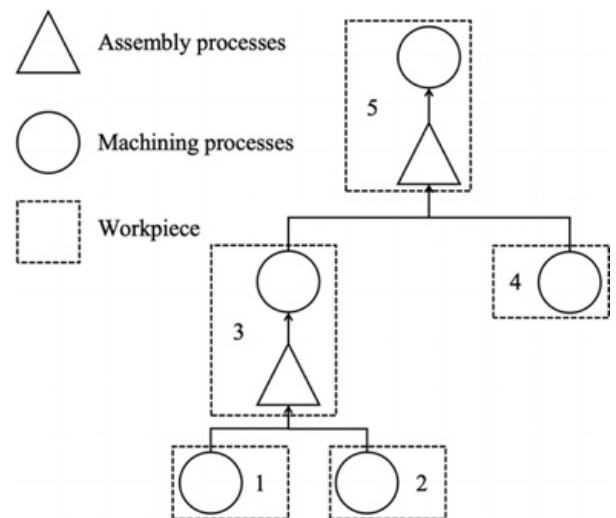 Assembly processes
Machining processes
Workpiece
5
4
3
1
2